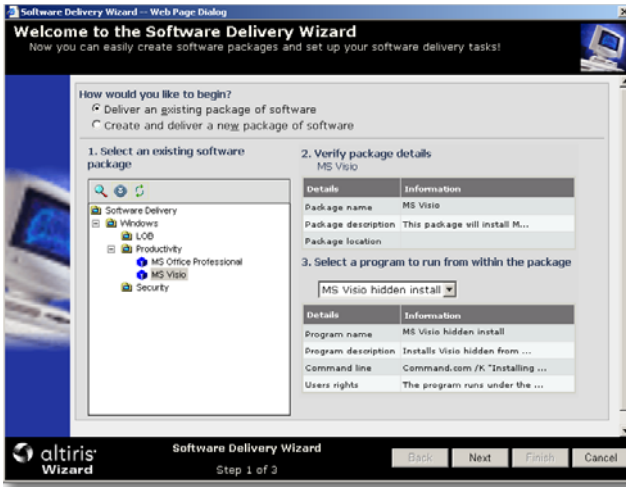 Software Delivery Wizard -- Web Page Dialog
Welcome to the Software Delivery Wizard
Now you can easily create software packages and set up your software delivery tasks!
How would you like to begin?
Deliver an existing package of software
Create and deliver a new package of software
1. Select an existing software
package
Software Delivery
Windows
LOB
Productivity
MS Office Professional
MS Visio
Security
2. Verify package details
MS Visio
Details Information
Package name MS Visio
Package description This package will install M...
Package location
3. Select a program to run from within the package
MS Visio hidden install
Details Information
Program name MS Visio hidden install
Program description Installs Visio hidden from ...
Command line Command.com /K "Installing ...
Users rights The program runs under the ...
altiris
Wizard
Software Delivery Wizard
Step 1 of 3
Back Next Finish Cancel